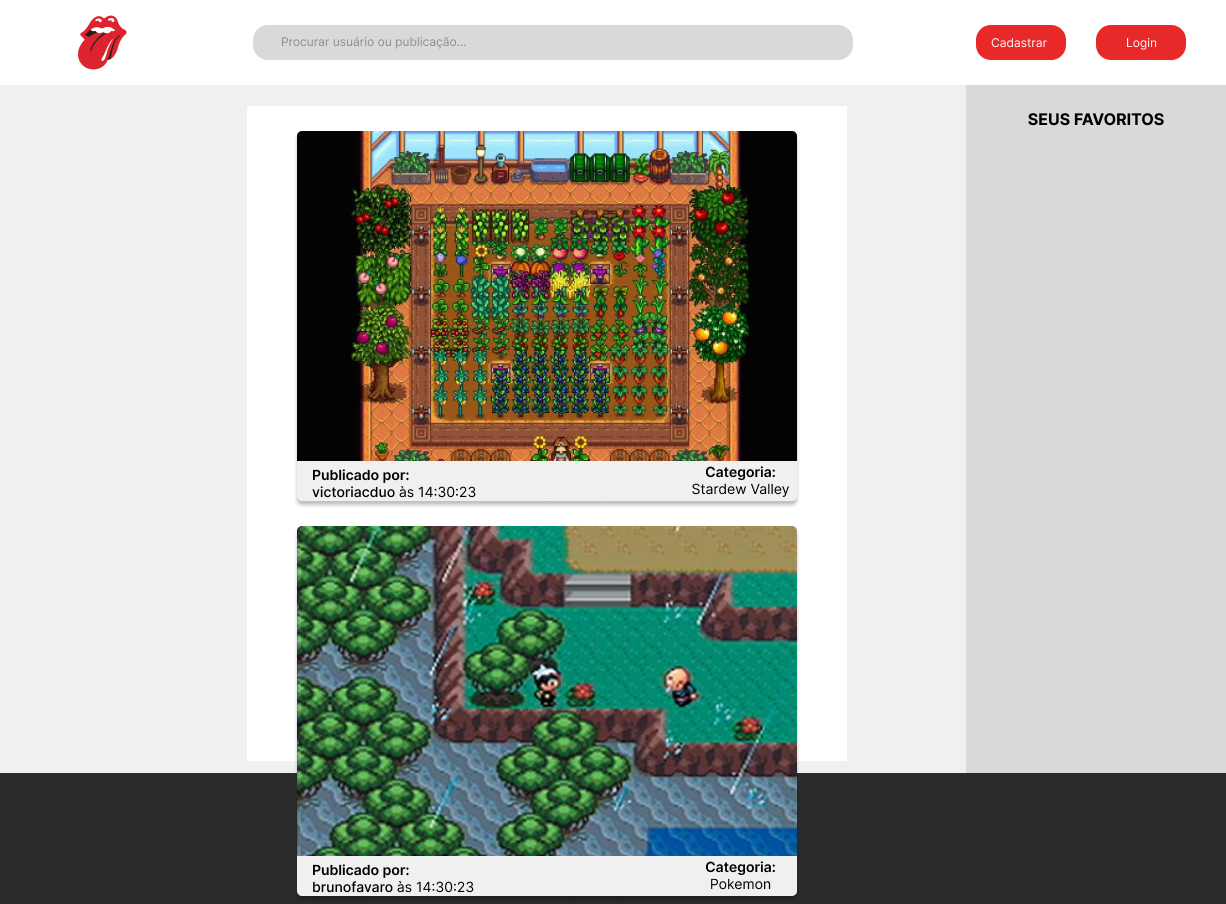 Procurar usuário ou publicação...
Cadastrar
Login
SEUS FAVORITOS
Publicado por:
victoriacduo às 14:30:23
Categoria:
Stardew Valley
Publicado por:
brunofavaro às 14:30:23
Categoria:
Pokemon